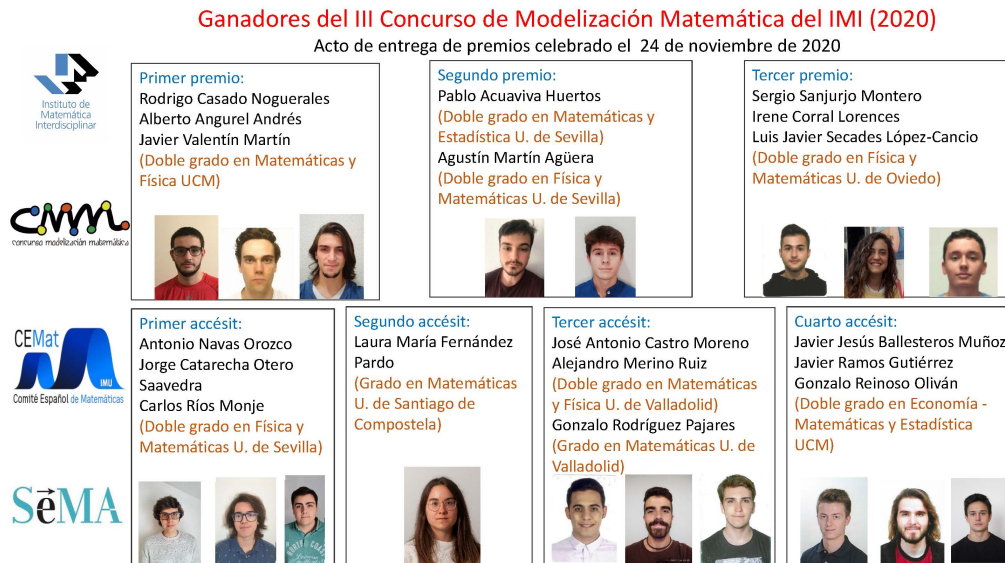 Ganadores del III Concurso de Modelización Matemática del IMI (2020)
Acto de entrega de premios celebrado el 24 de noviembre de 2020
Instituto de
Matemática
Interdisciplinar
Primer premio:
Rodrigo Casado Noguerales
Alberto Angurel Andrés
Javier Valentín Martín
(Doble grado en Matemáticas y
Física UCM)
Segundo premio:
Pablo Acuaviva Huertos
(Doble grado en Matemáticas y
Estadística U. de Sevilla)
Agustín Martín Agüera
(Doble grado en Física y
Matemáticas U. de Sevilla)
Tercer premio:
Sergio Sanjurjo Montero
Irene Corral Lorences
Luis Javier Secades López-Cancio
(Doble grado en Física y
Matemáticas U. de Oviedo)
cmm.
concurso modelización matemática
CEMat
IMU
Comité Español de Matemáticas
SēMA
Primer accésit:
Antonio Navas Orozco
Jorge Catarecha Otero
Saavedra
Carlos Ríos Monje
(Doble grado en Física y
Matemáticas U. de Sevilla)
Segundo accésit:
Laura María Fernández
Pardo
(Grado en Matemáticas
U. de Santiago de
Compostela)
Tercer accésit:
José Antonio Castro Moreno
Alejandro Merino Ruiz
(Doble grado en Matemáticas
y Física U. de Valladolid)
Gonzalo Rodríguez Pajares
(Grado en Matemáticas U. de
Valladolid)
Cuarto accésit:
Javier Jesús Ballesteros Muñoz
Javier Ramos Gutiérrez
Gonzalo Reinoso Oliván
(Doble grado en Economía -
Matemáticas y Estadística
UCM)